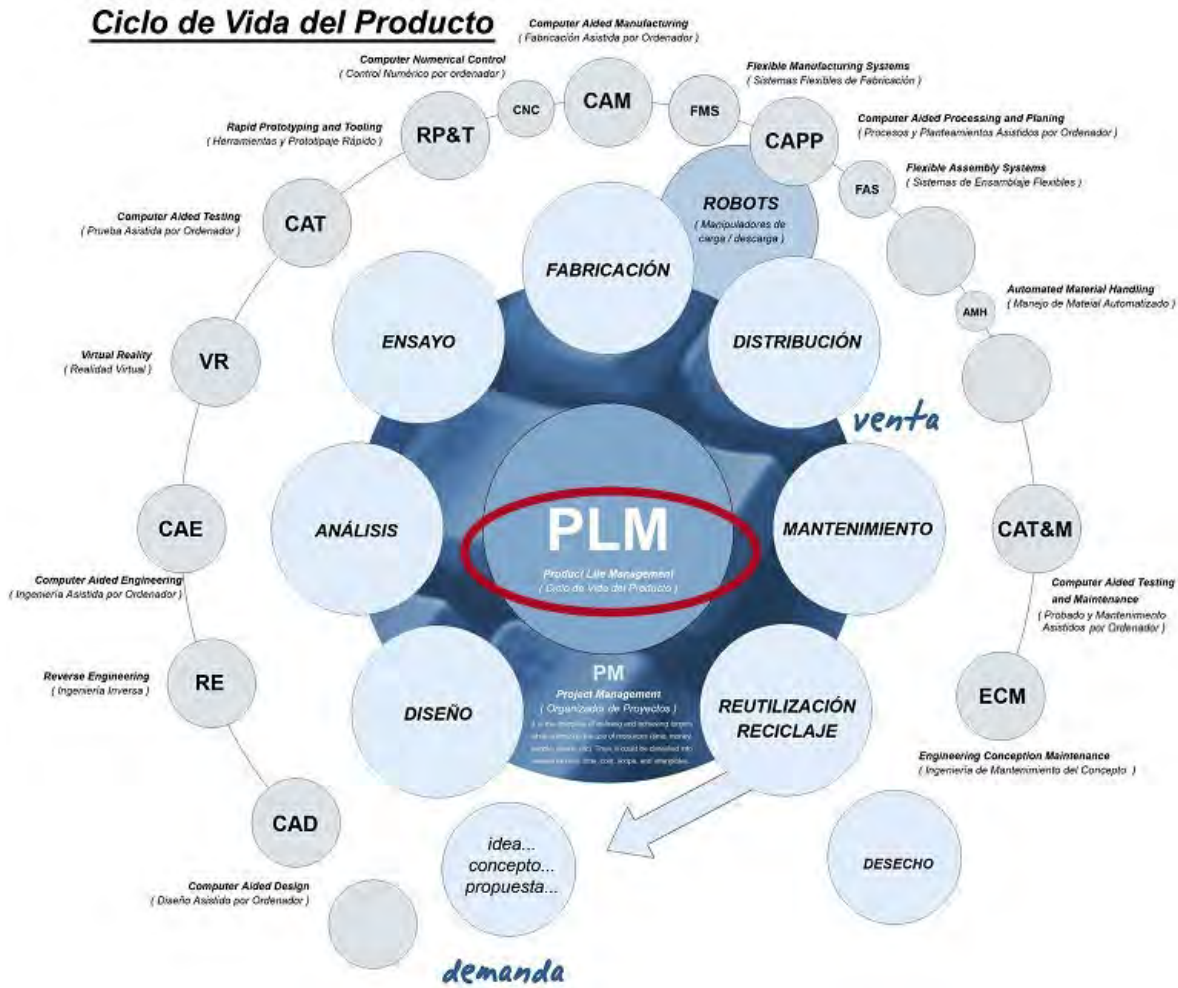 Ciclo de Vida del Producto
Computer Aided Manufacturing
( Fabricación Asistida por Ordenador )
Computer Numerical Control
( Control Numérico por ordenador )
CNC
CAM
FMS
Flexible Manufacturing Systems
( Sistemas Flexibles de Fabricación )
Rapid Prototyping and Tooling
( Herramientas y Prototipaje Rápido )
RP&T
CAPP
Computer Aided Processing and Planing
( Procesos y Planteamientos Asistidos por Ordenador )
FAS
Flexible Assembly Systems
( Sistemas de Ensamblaje Flexibles )
Computer Aided Testing
( Prueba Asistida por Ordenador )
CAT
ROBOTS
( Manipuladores de
carga / descarga )
FABRICACIÓN
AMH
Automated Material Handling
( Manejo de Mateial Automatizado )
ENSAYO
DISTRIBUCIÓN
Virtual Reality
( Realidad Virtual )
VR
venta
CAE
Computer Aided Engineering
( Ingeniería Asistida por Ordenador )
ANÁLISIS
PLM
Product Life Management
( Ciclo de Vida del Producto )
MANTENIMIENTO
CAT&M
Computer Aided Testing
and Maintenance
( Probado y Mantenimiento
Asistidos por Ordenador )
Reverse Engineering
( Ingeniería Inversa )
RE
DISEÑO
PM
Project Management
( Organizador de Proyectos )
REUTILIZACIÓN
RECICLAJE
ECM
Engineering Conception Maintenance
( Ingeniería de Mantenimiento del Concepto )
CAD
Computer Aided Design
( Diseño Asistido por Ordenador )
idea...
concepto...
propuesta...
DESECHO
demanda